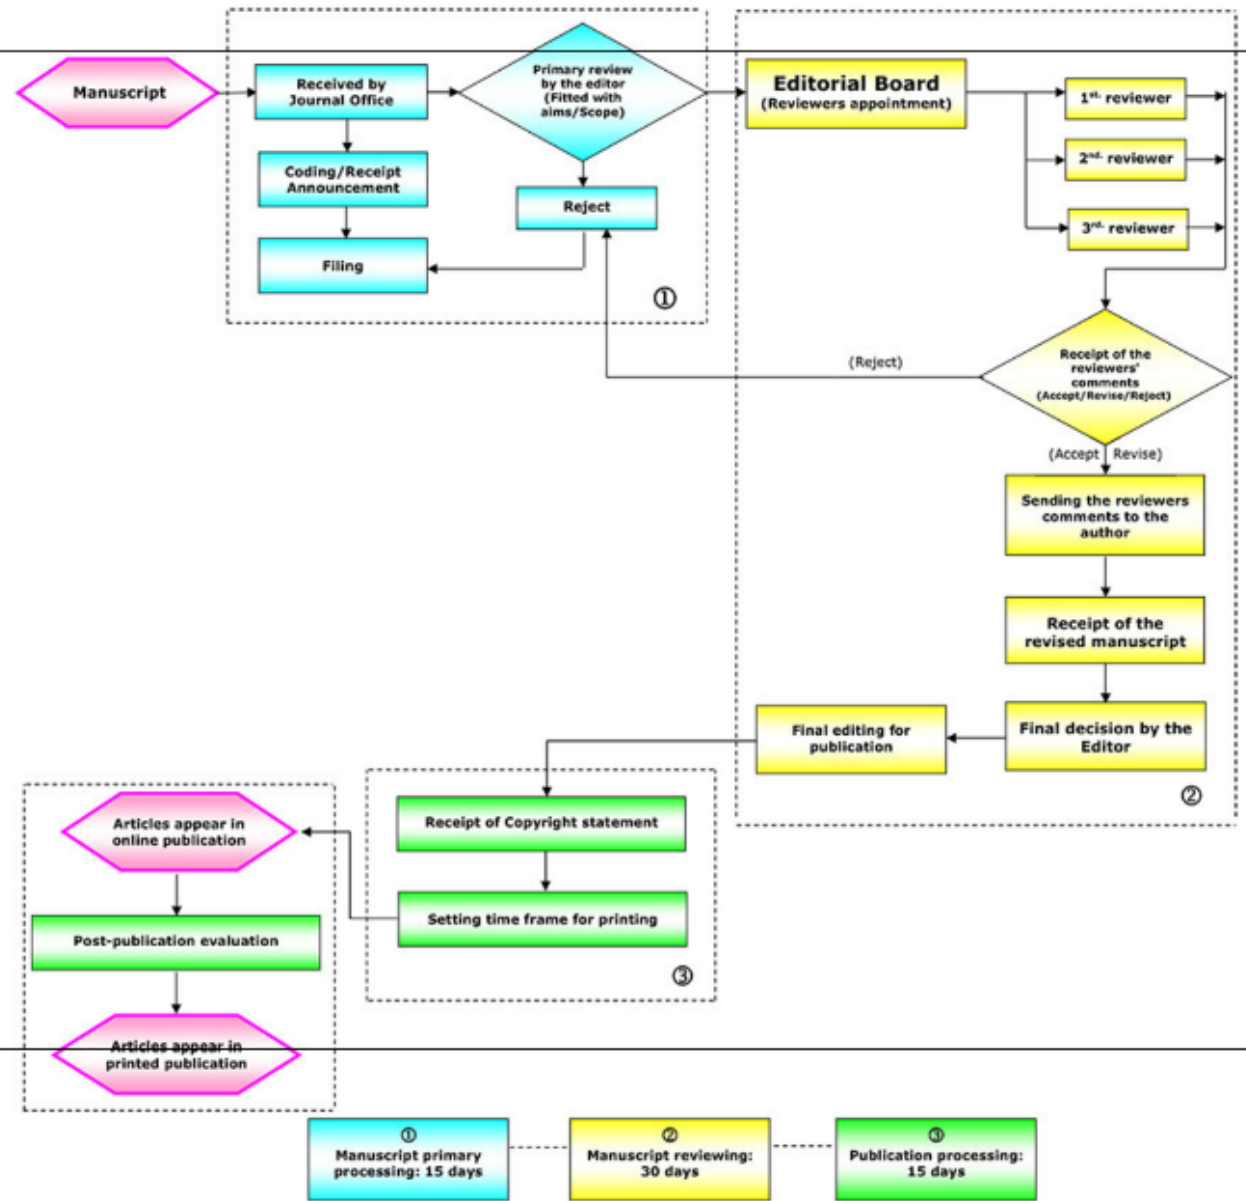 Manuscript
Received by
Journal Office
Primary review
by the editor
(Fitted with
aims/Scope)
Coding/Receipt
Announcement
Reject
Filing
①
Editorial Board
(Reviewers appointment)
1st. reviewer
2nd. reviewer
3rd. reviewer
Receipt of the
reviewers'
comments
(Accept/Revise/Reject)
(Reject)
(Accept Revise)
Sending the reviewers
comments to the
author
Receipt of the
revised manuscript
Final decision by the
Editor
Final editing for
publication
②
Receipt of Copyright statement
Setting time frame for printing
③
Articles appear in
online publication
Post-publication evaluation
Articles appear in
printed publication
①
Manuscript primary
processing: 15 days
②
Manuscript reviewing:
30 days
③
Publication processing:
15 days